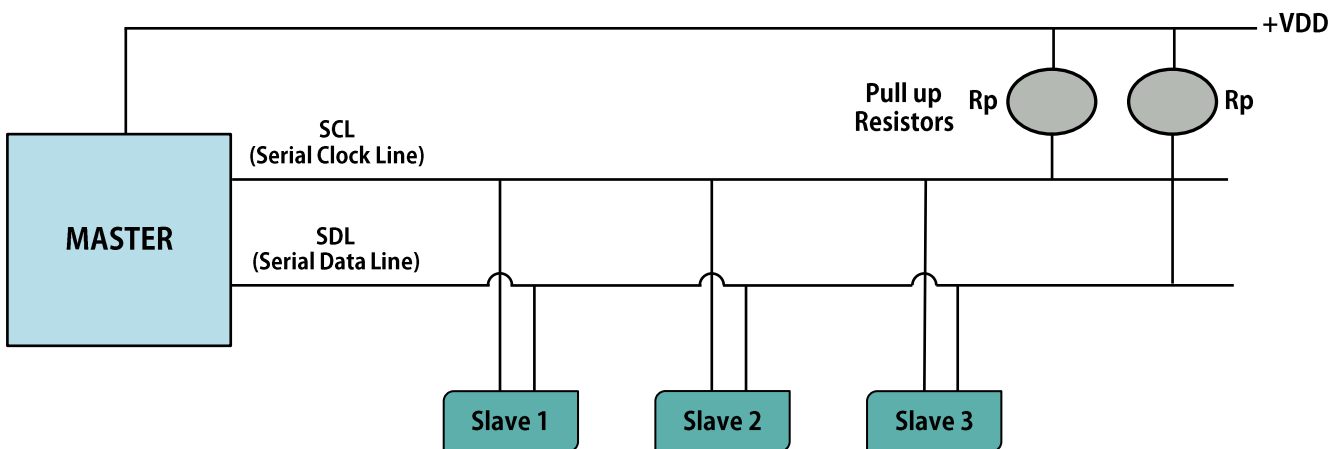 +VDD
Pull up
Resistors
Rp
Rp
SCL
(Serial Clock Line)
MASTER
SDL
(Serial Data Line)
Slave 1
Slave 2
Slave 3